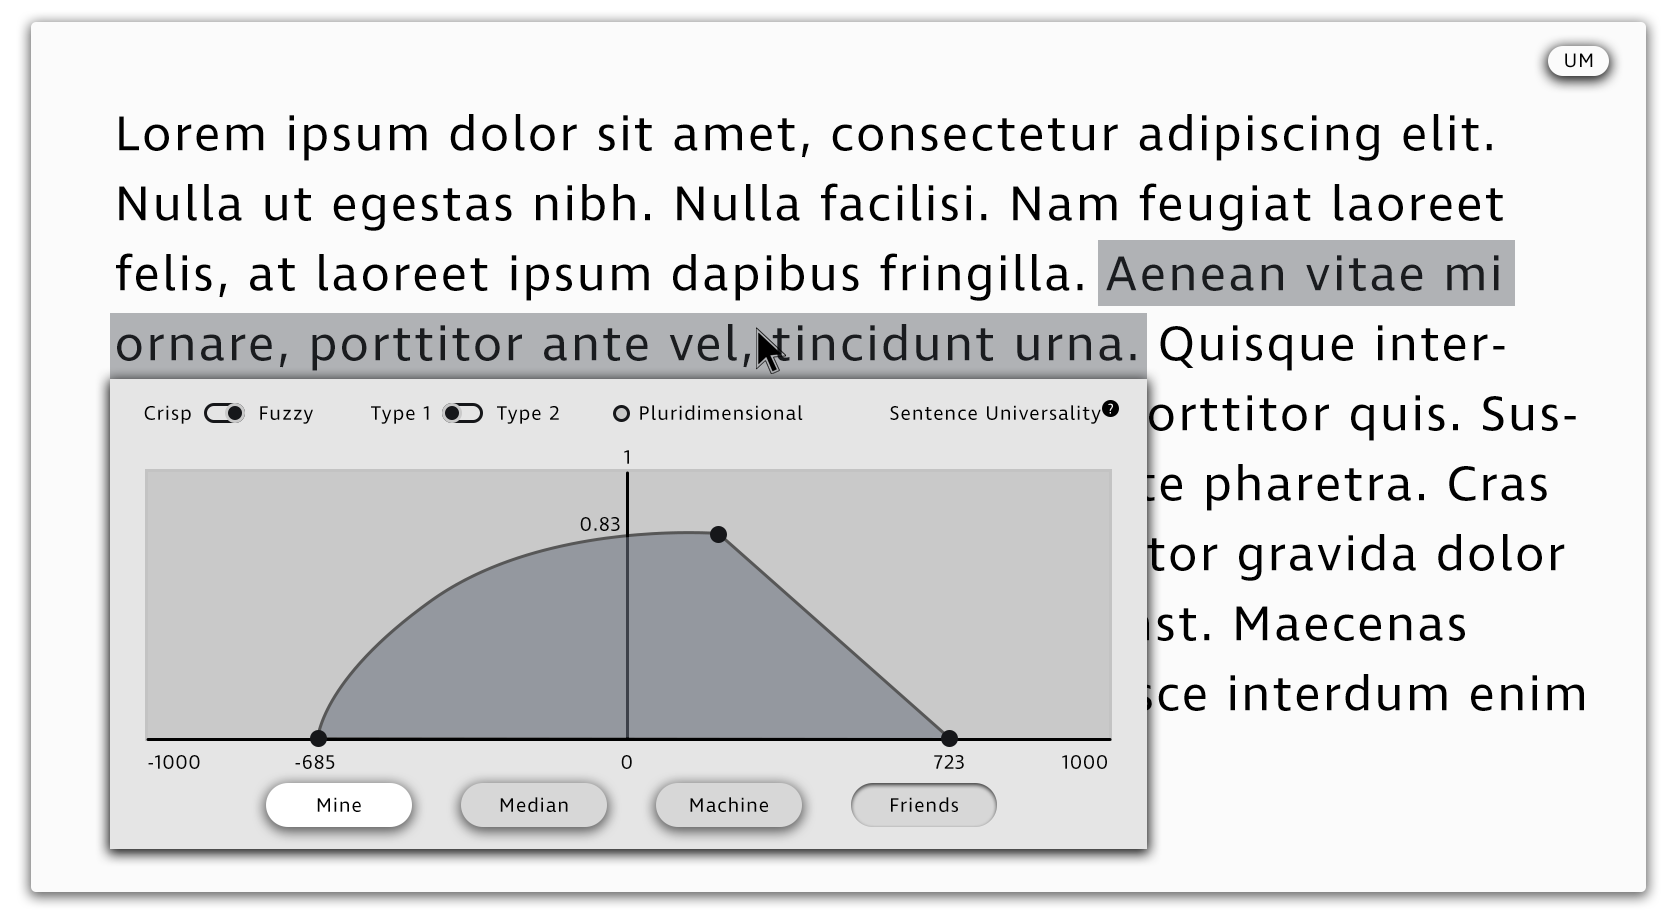 UM
Lorem ipsum dolor sit amet, consectetur adipiscing elit.
Nulla ut egestas nibh. Nulla facilisi. Nam feugiat laoreet
felis, at laoreet ipsum dapibus fringilla. Aenean vitae mi
ornare, porttitor ante vel, tincidunt urna. Quisque inter-
orttitor quis. Sus-
te pharetra. Cras
tor gravida dolor
st. Maecenas
sce interdum enim
Crisp Fuzzy Type 1 Type 2 Pluridimensional Sentence Universality?
1
0.83
-1000 -685 0 723 1000
Mine Median Machine Friends